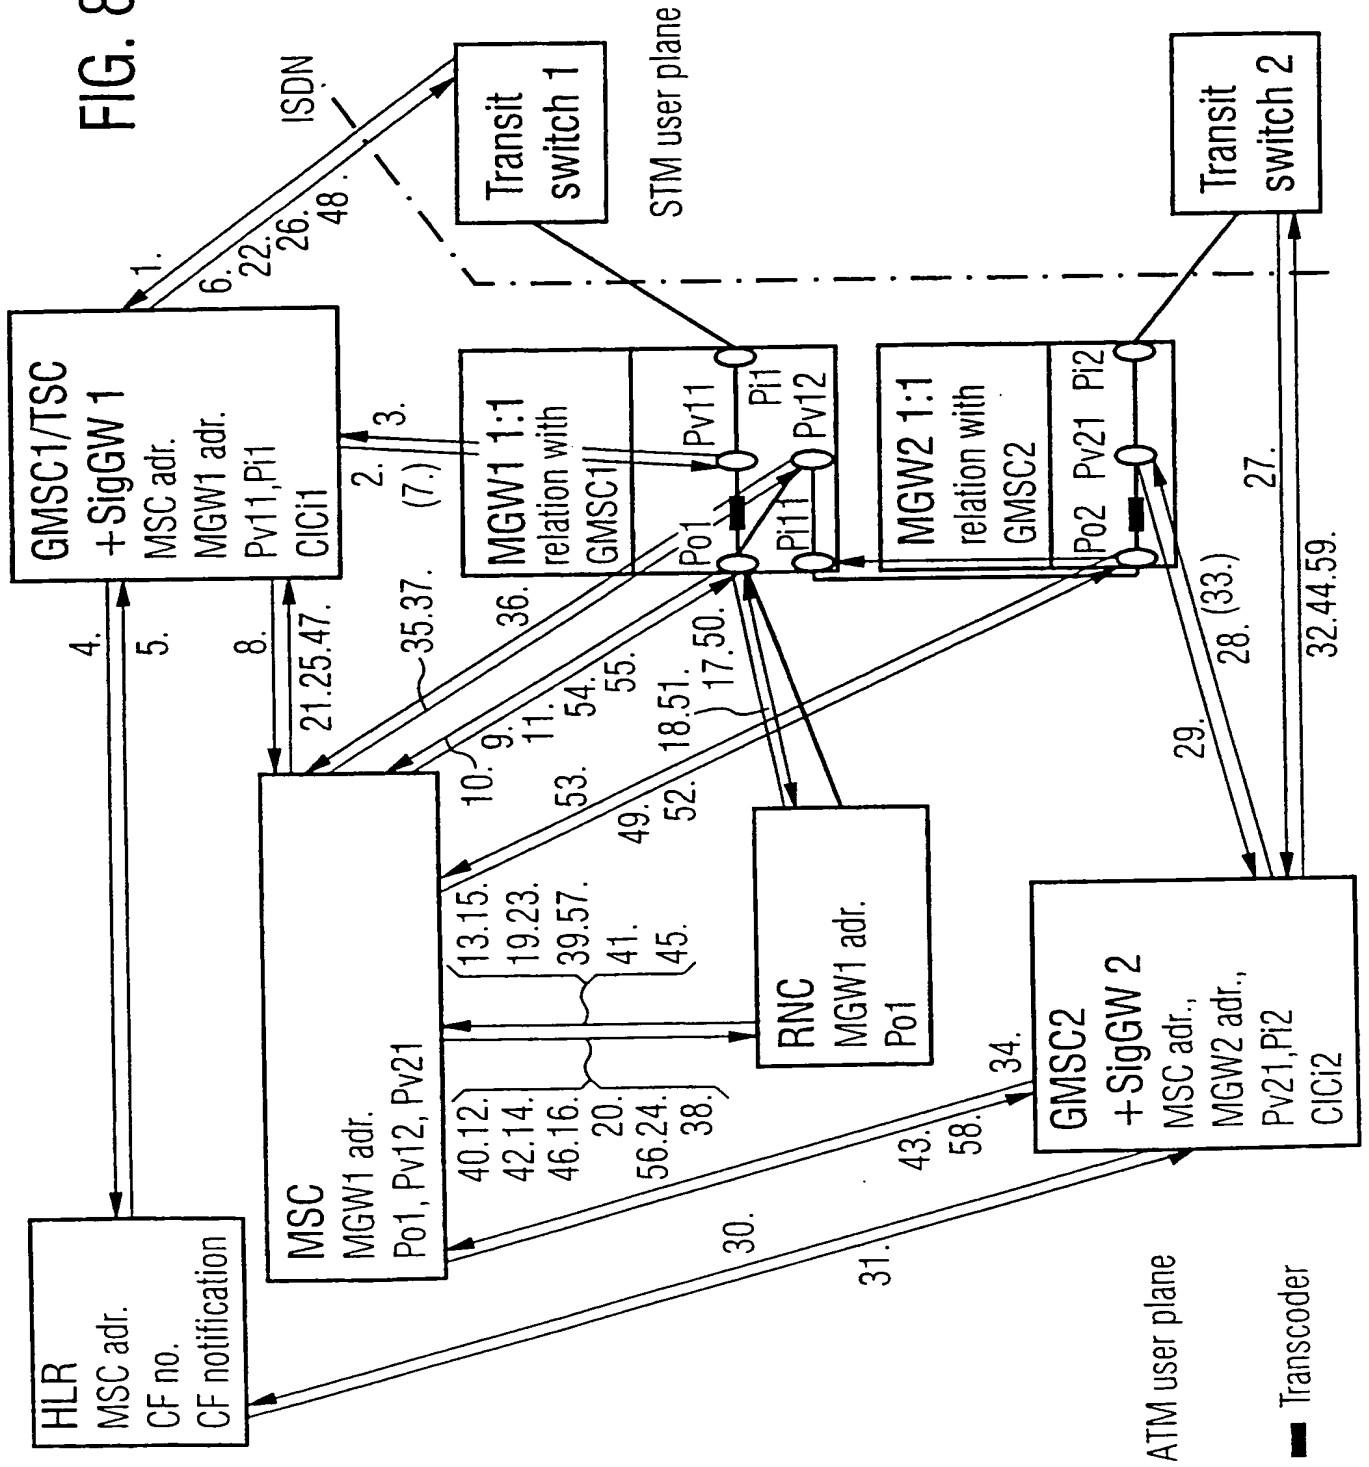 FIG. 8
HLR
MSC adr.
CF no.
CF notification
4.
5.
GMSC1/TSC
+SigGW 1
MSC adr.
MGW1 adr.
Pv11,Pi1
CICi1
1.
6.
22.
26.
48.
ISDN
Transit
switch 1
STM user plane
8.
21.25.47.
2.
3.
(7.)
MSC
MGW1 adr.
Po1, Pv12, Pv21
35.37.
36.
9.
10.
11.
54.
55.
MGW1 1:1
relation with
GMSC1
Po1
Pv11
Pi1
Pi11
Pv12
18.51.
17.50.
53.
49.
52.
13.15.
19.23.
39.57.
41.
45.
40.12.
42.14.
46.16.
20.
56.24.
38.
RNC
MGW1 adr.
Po1
MGW2 1:1
relation with
GMSC2
Po2
Pv21
Pi2
Transit
switch 2
30.
31.
34.
43.
58.
GMSC2
+SigGW 2
MSC adr.,
MGW2 adr.,
Pv21,Pi2
CICi2
29.
28. (33.)
27.
32.44.59.
ATM user plane
Transcoder